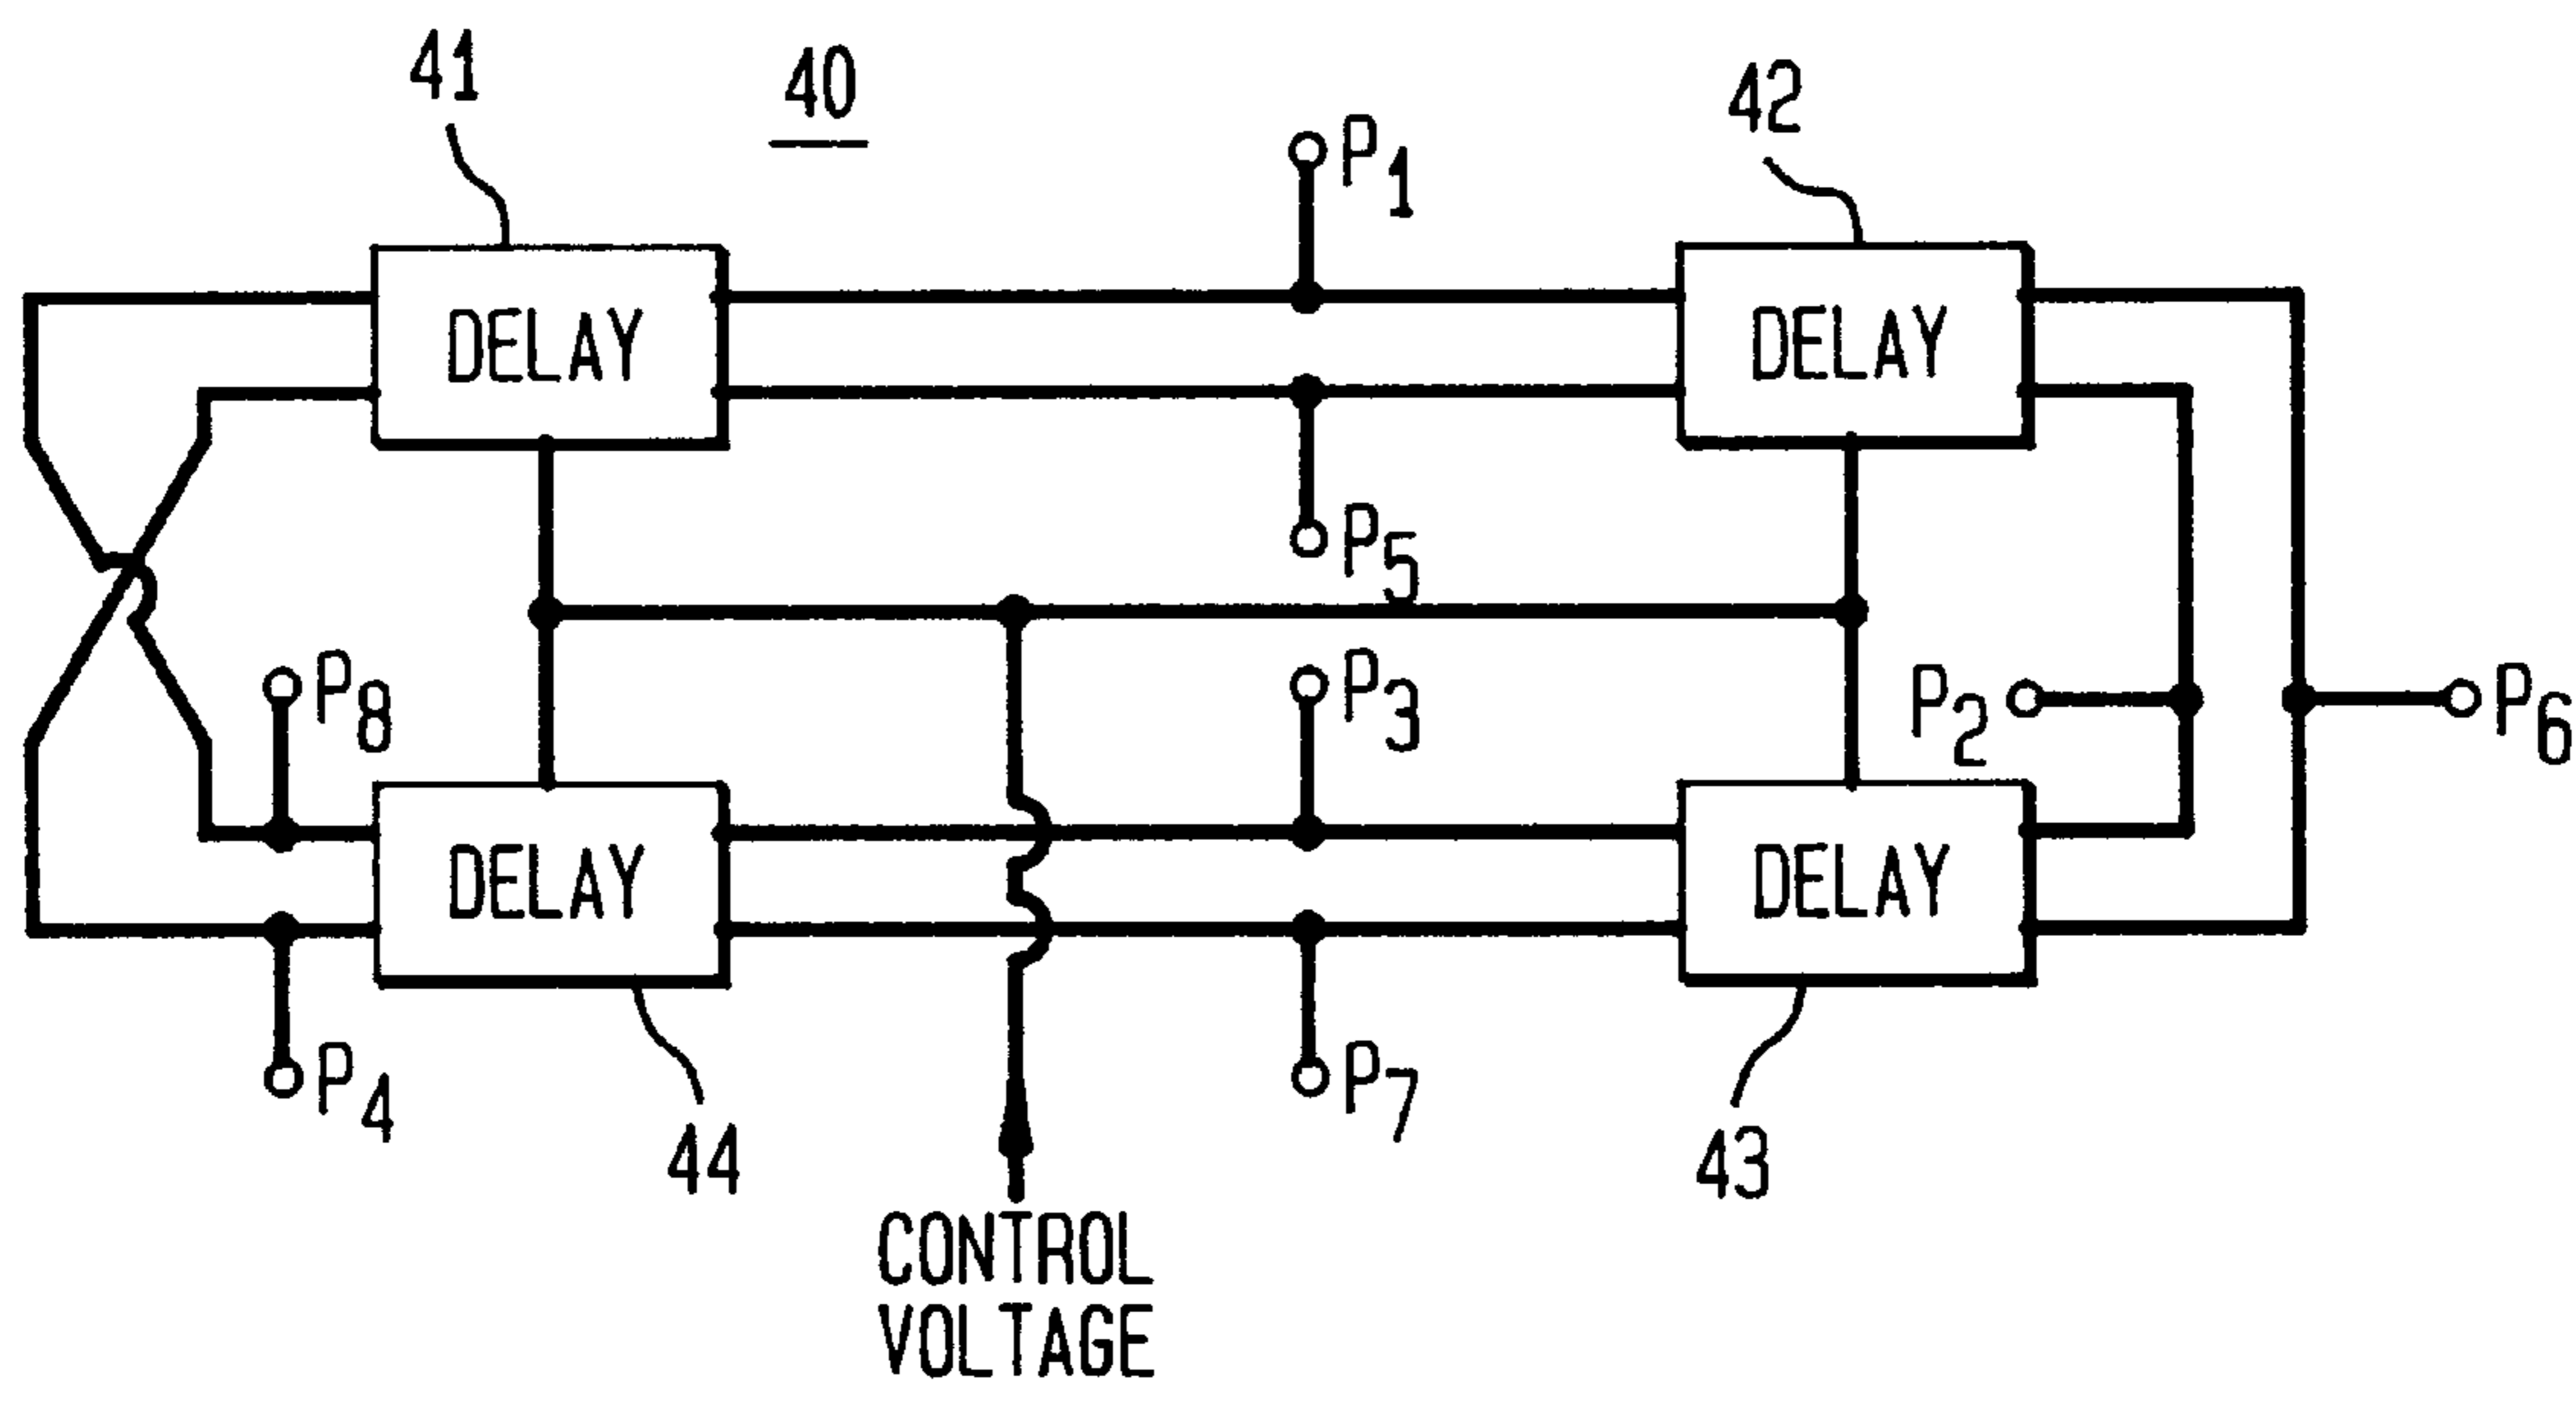 41
40
42
P1
DELAY
DELAY
P5
P8
P3
P2
P6
DELAY
DELAY
P4
P7
44
43
CONTROL
VOLTAGE